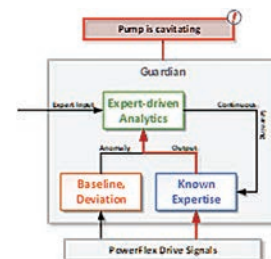 Pump is cavitating
Guardian
Expert Input
Expert-driven
Analytics
Continuous
Learning
Anomaly
Output
Baseline,
Deviation
Known
Expertise
PowerFlex Drive Signals